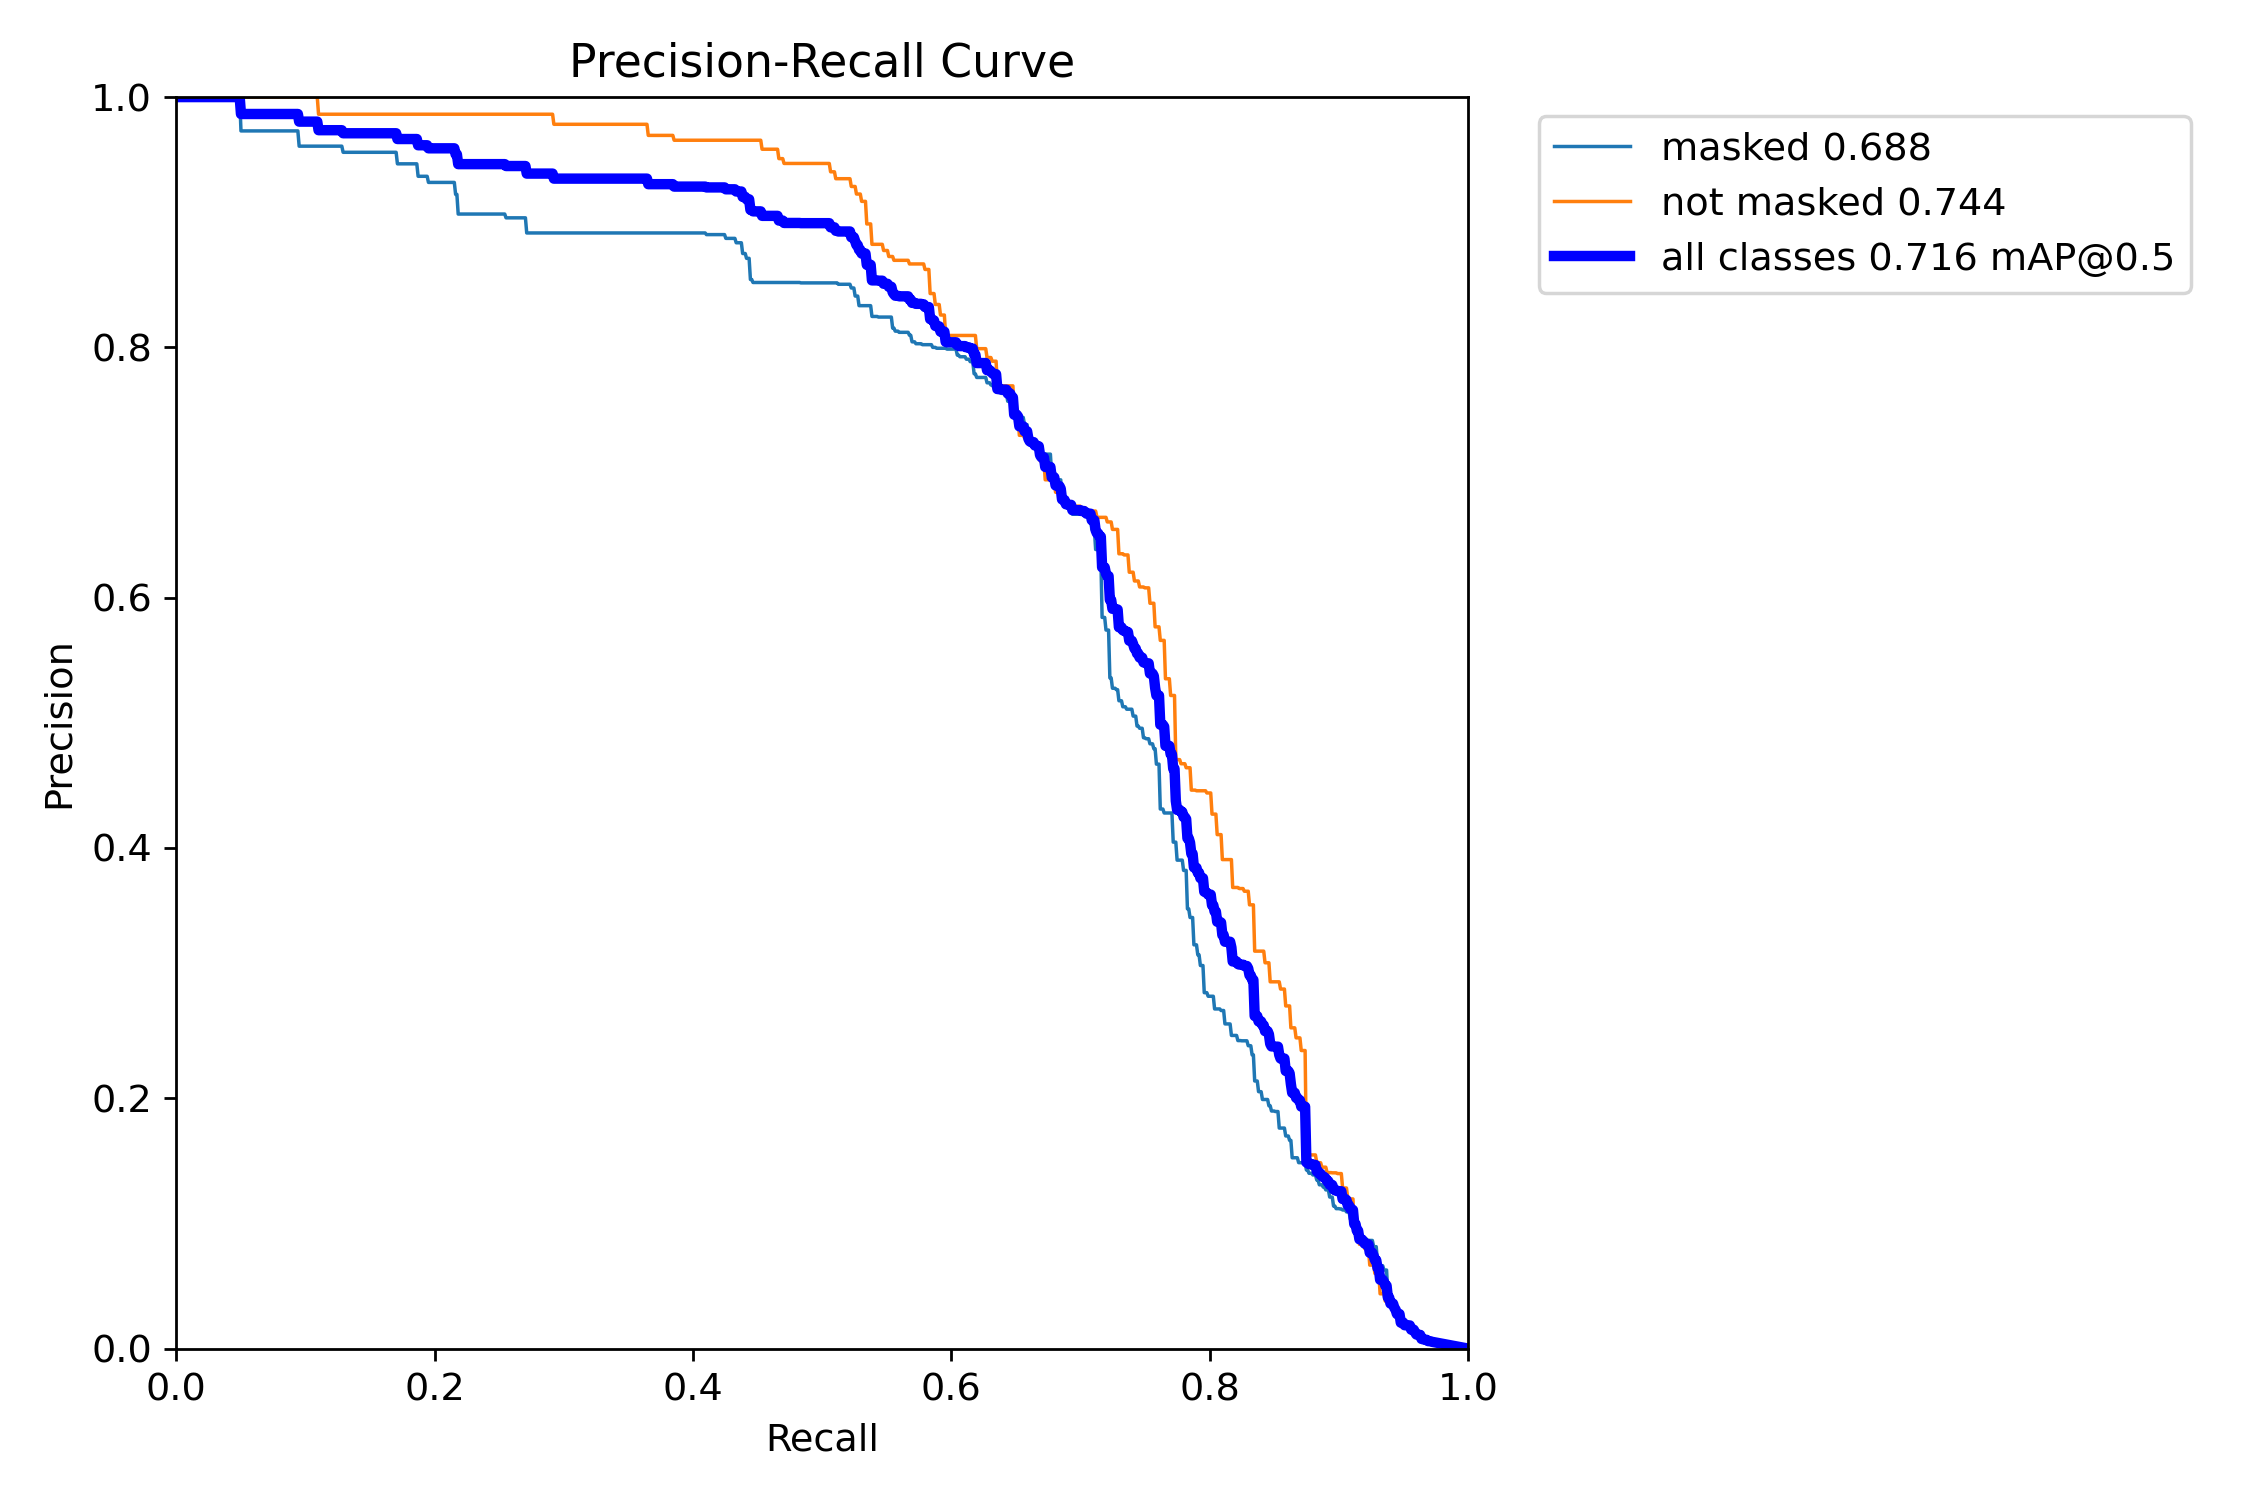 Precision-Recall Curve
1.0
0.8
0.6
0.4
0.2
0.0
Precision
0.0 0.2 0.4 0.6 0.8 1.0
Recall
masked 0.688
not masked 0.744
all classes 0.716 mAP@0.5